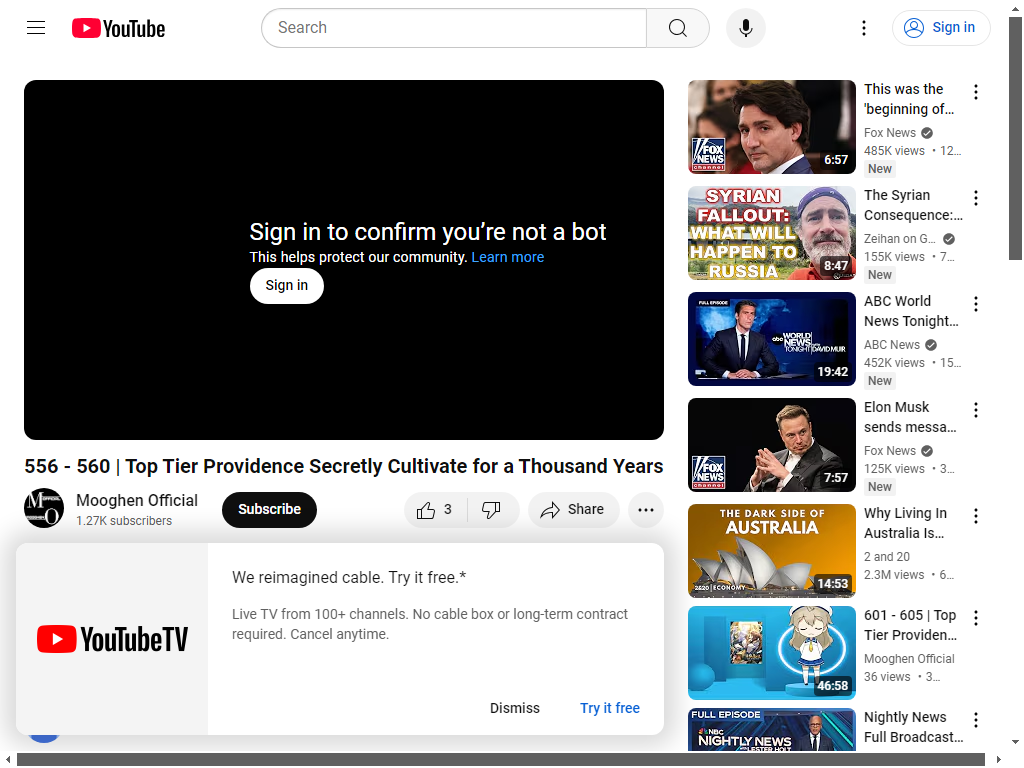 YouTube
Search
Sign in
Sign in to confirm you’re not a bot
This helps protect our community. Learn more
Sign in
556 - 560 | Top Tier Providence Secretly Cultivate for a Thousand Years
Mooghen Official
1.27K subscribers
Subscribe
3
Share
We reimagined cable. Try it free.*
Live TV from 100+ channels. No cable box or long-term contract
required. Cancel anytime.
YouTubeTV
Dismiss
Try it free
FOX
NEWS
channel
6:57
This was the
'beginning of…
Fox News
485K views • 12…
New
SYRIAN
FALLOUT:
WHAT WILL
HAPPEN TO
RUSSIA
8:47
The Syrian
Consequence:…
Zeihan on G…
155K views • 7…
New
FULL EPISODE
abc WORLD
NEWS
TONIGHT DAVID MUIR
19:42
ABC World
News Tonight…
ABC News
452K views • 15…
New
FOX
NEWS
channel
7:57
Elon Musk
sends messa…
Fox News
125K views • 3…
New
THE DARK SIDE OF
AUSTRALIA
2&20 | ECONOMY
14:53
Why Living In
Australia Is…
2 and 20
2.3M views • 6…
46:58
601 - 605 | Top
Tier Providen…
Mooghen Official
36 views • 3…
FULL EPISODE
NBC
NIGHTLY NEWS
WITH LESTER HOLT
Nightly News
Full Broadcast…